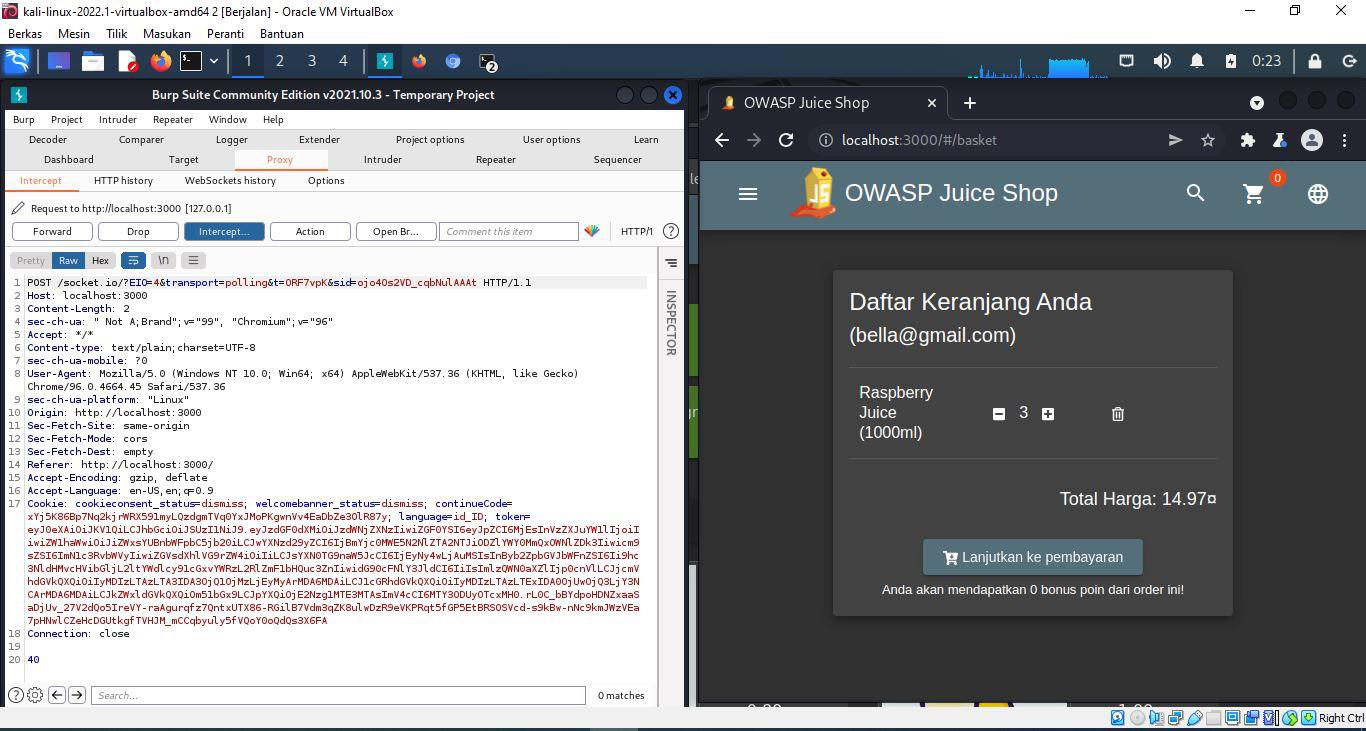 kali-linux-2022.1-virtualbox-amd64 2 [Berjalan] - Oracle VM VirtualBox
Berkas Mesin Tilik Masukan Peranti Bantuan
1 2 3 4 2 0:23
Burp Suite Community Edition v2021.10.3 - Temporary Project
Burp Project Intruder Repeater Window Help
Decoder Comparer Logger Extender Project options User options Learn
Dashboard Target Proxy Intruder Repeater Sequencer
Intercept HTTP history WebSockets history Options
Request to http://localhost:3000 [127.0.0.1]
Forward Drop Intercept... Action Open Br... Comment this item HTTP/1 ?
Pretty Raw Hex \n
INSPECTOR
1 POST /socket.io/?EIO=4&transport=polling&t=ORF7vpK&sid=ojo4Os2VD_cqbNulAAAt HTTP/1.1
2 Host: localhost:3000
3 Content-Length: 2
4 sec-ch-ua: " Not A;Brand";v="99", "Chromium";v="96"
5 Accept: */*
6 Content-type: text/plain;charset=UTF-8
7 sec-ch-ua-mobile: ?0
8 User-Agent: Mozilla/5.0 (Windows NT 10.0; Win64; x64) AppleWebKit/537.36 (KHTML, like Gecko)
Chrome/96.0.4664.45 Safari/537.36
9 sec-ch-ua-platform: "Linux"
10 Origin: http://localhost:3000
11 Sec-Fetch-Site: same-origin
12 Sec-Fetch-Mode: cors
13 Sec-Fetch-Dest: empty
14 Referer: http://localhost:3000/
15 Accept-Encoding: gzip, deflate
16 Accept-Language: en-US,en;q=0.9
17 Cookie: cookieconsent_status=dismiss; welcomebanner_status=dismiss; continueCode=
language=id_ID; token=
18 Connection: close
19
20 40
? Search... 0 matches
OWASP Juice Shop
localhost:3000/#/basket
OWASP Juice Shop 0
Daftar Keranjang Anda
(bella@gmail.com)
Raspberry
Juice
(1000ml)
3
Total Harga: 14.97¤
Lanjutkan ke pembayaran
Anda akan mendapatkan 0 bonus poin dari order ini!
Right Ctrl